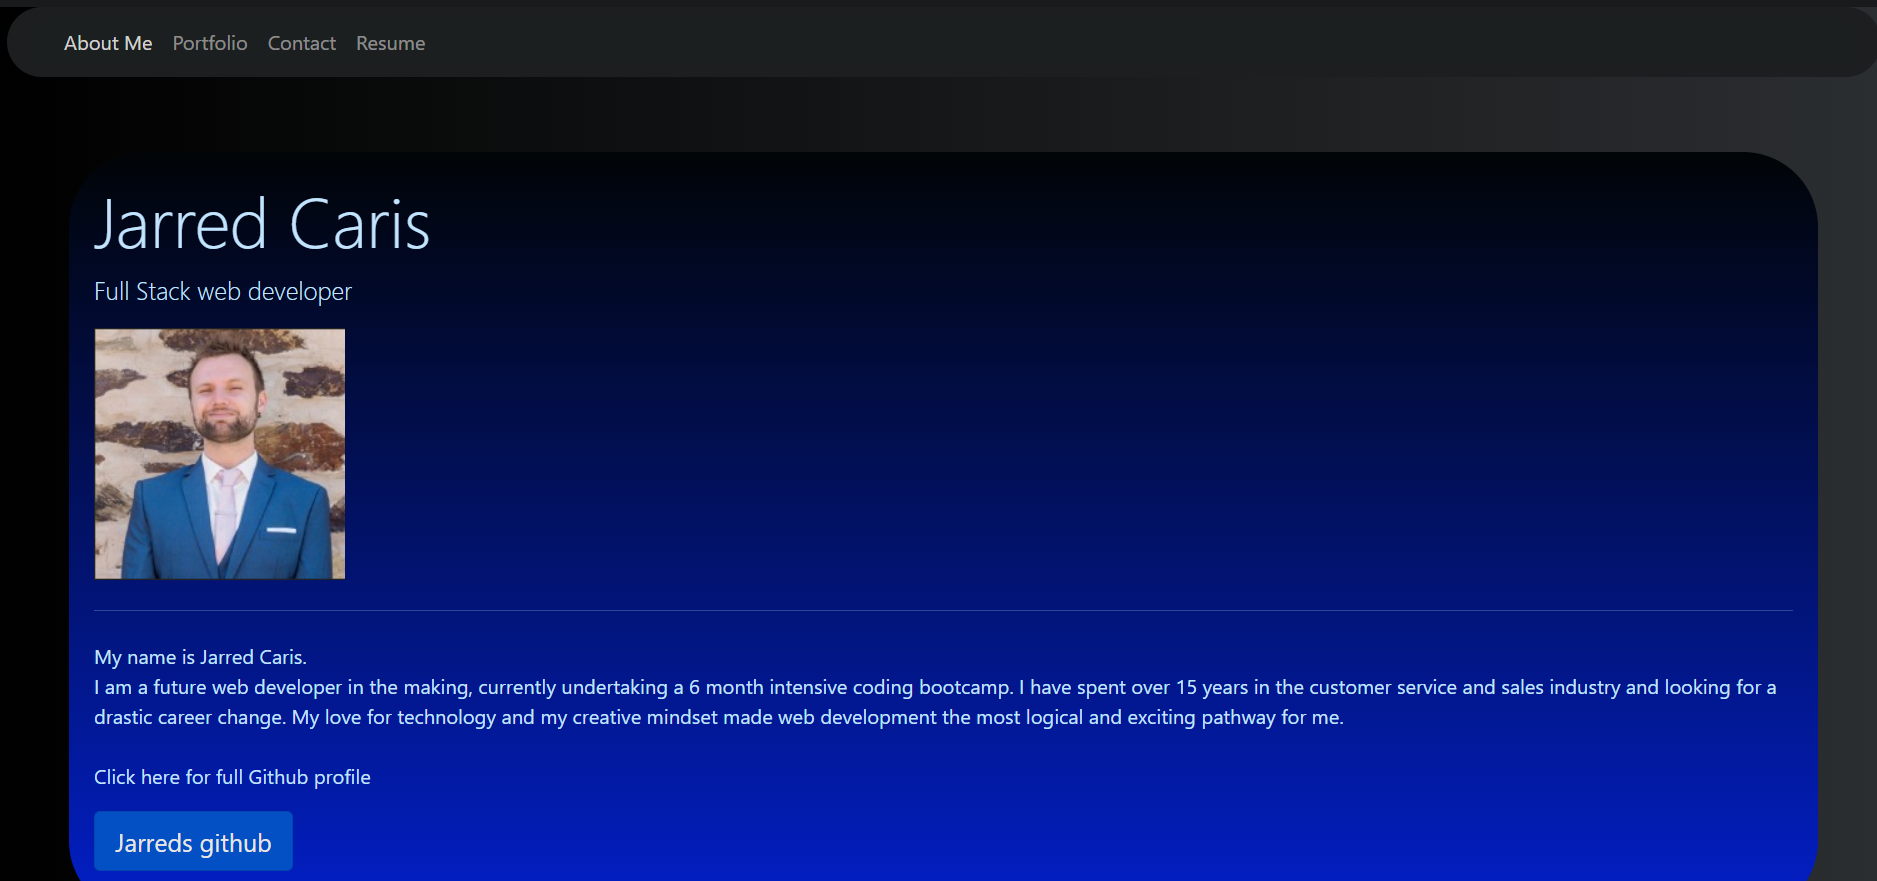 About Me Portfolio Contact Resume
Jarred Caris
Full Stack web developer
My name is Jarred Caris.
I am a future web developer in the making, currently undertaking a 6 month intensive coding bootcamp. I have spent over 15 years in the customer service and sales industry and looking for a
drastic career change. My love for technology and my creative mindset made web development the most logical and exciting pathway for me.
Click here for full Github profile
Jarreds github